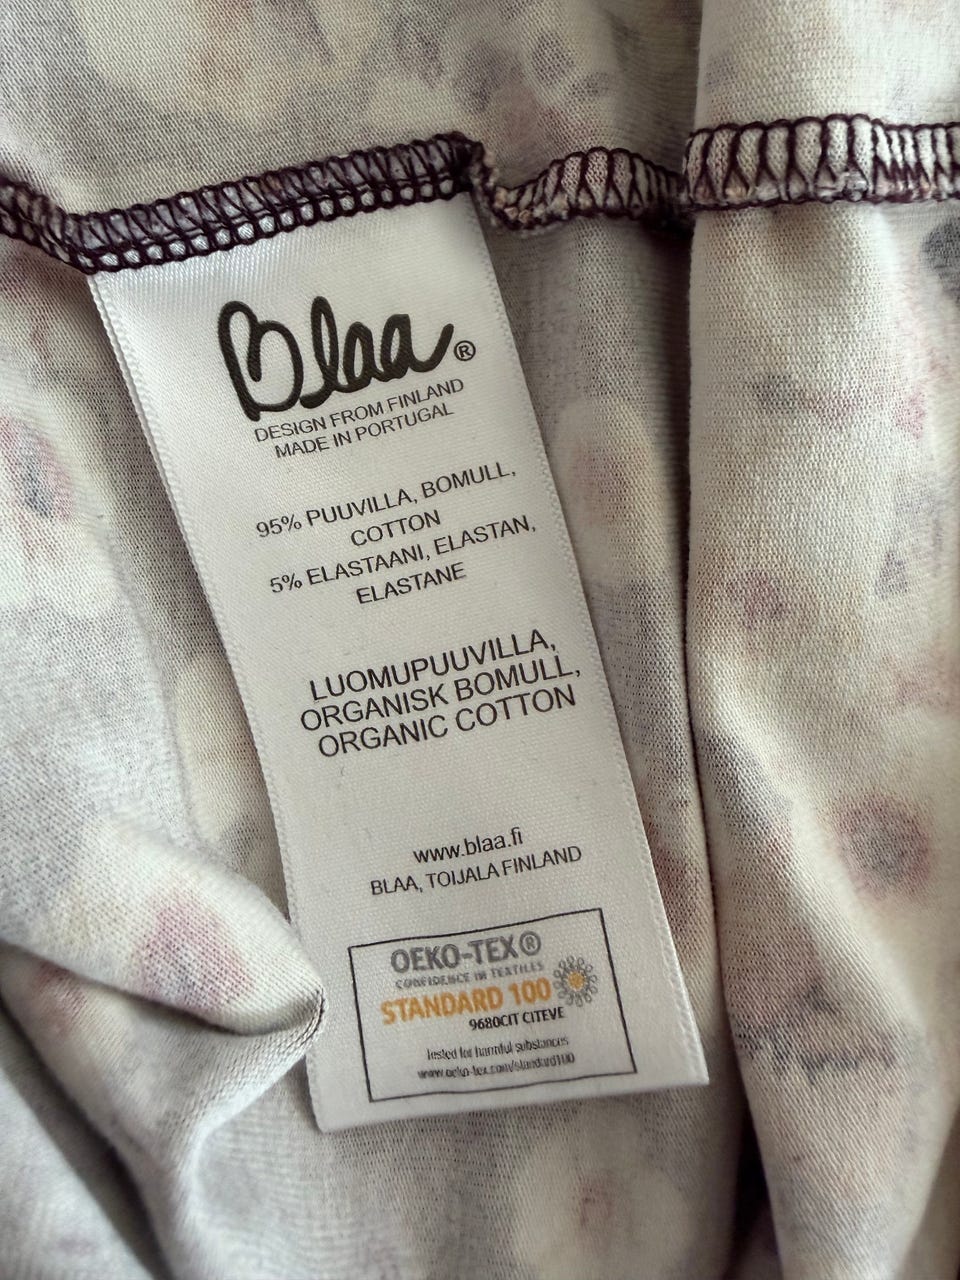 Blaa®
DESIGN FROM FINLAND
MADE IN PORTUGAL
95% PUUVILLA, BOMULL,
COTTON
5% ELASTAANI, ELASTAN,
ELASTANE
LUOMUPUUVILLA,
ORGANISK BOMULL,
ORGANIC COTTON
www.blaa.fi
BLAA, TOIJALA FINLAND
OEKO-TEX®
CONFIDENCE IN TEXTILES
STANDARD 100
9680CIT CITEVE
Tested for harmful substances
www.oeko-tex.com/standard100